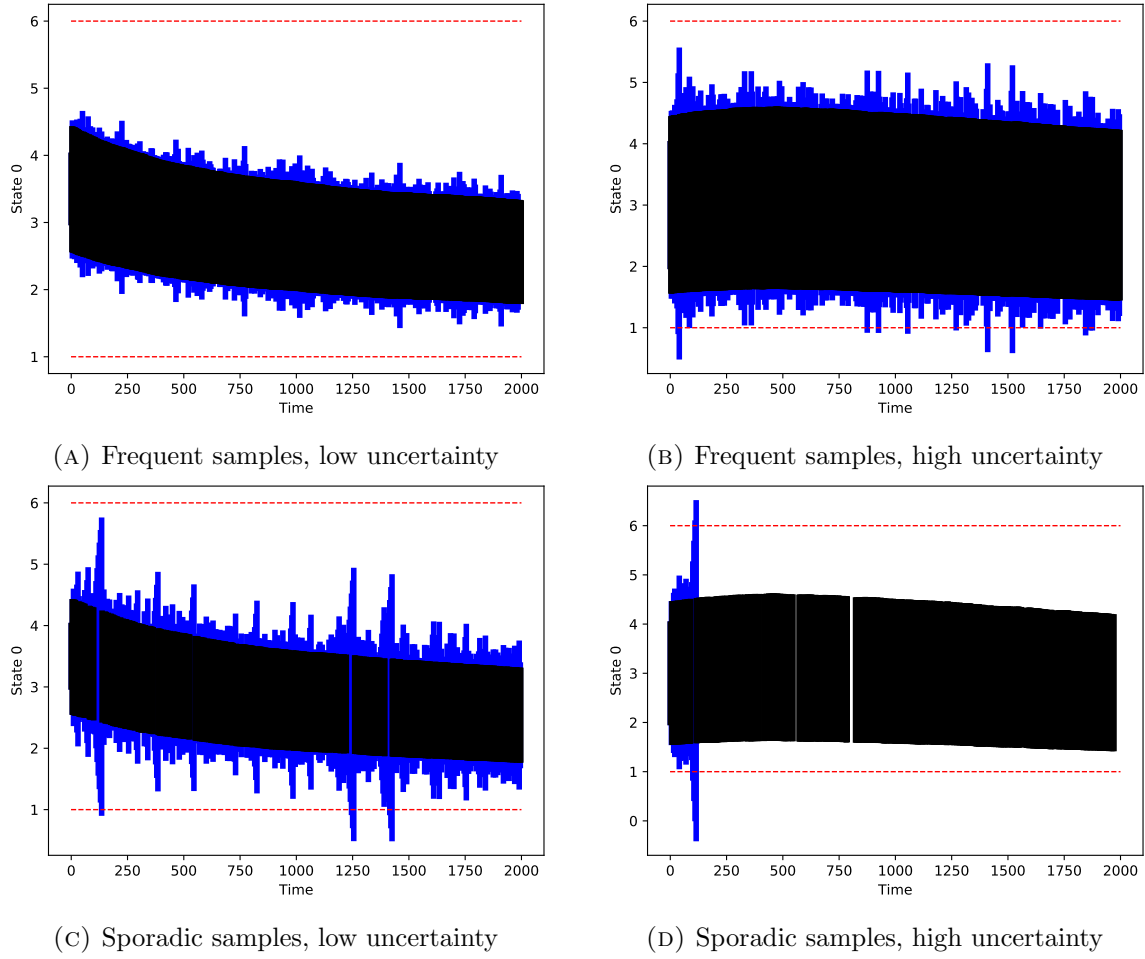 6
5
4
3
2
1
State 0
0 250 500 750 1000 1250 1500 1750 2000
Time
(A) Frequent samples, low uncertainty
6
5
4
3
2
1
State 0
0 250 500 750 1000 1250 1500 1750 2000
Time
(B) Frequent samples, high uncertainty
6
5
4
3
2
1
State 0
0 250 500 750 1000 1250 1500 1750 2000
Time
(C) Sporadic samples, low uncertainty
6
5
4
3
2
1
0
State 0
0 250 500 750 1000 1250 1500 1750 2000
Time
(D) Sporadic samples, high uncertainty